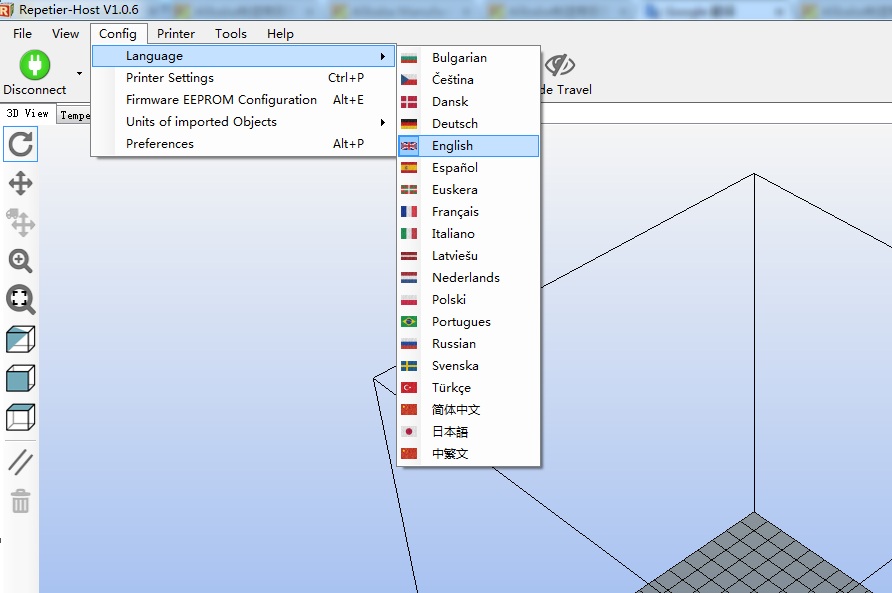 Repetier-Host V1.0.6
File View Config Printer Tools Help
Disconnect
de Travel
3D View Tempe
Language
Printer Settings Ctrl+P
Firmware EEPROM Configuration Alt+E
Units of imported Objects
Preferences Alt+P
Bulgarian
Čeština
Dansk
Deutsch
English
Español
Euskera
Français
Italiano
Latviešu
Nederlands
Polski
Portugues
Russian
Svenska
Türkçe
简体中文
日本語
中繁文